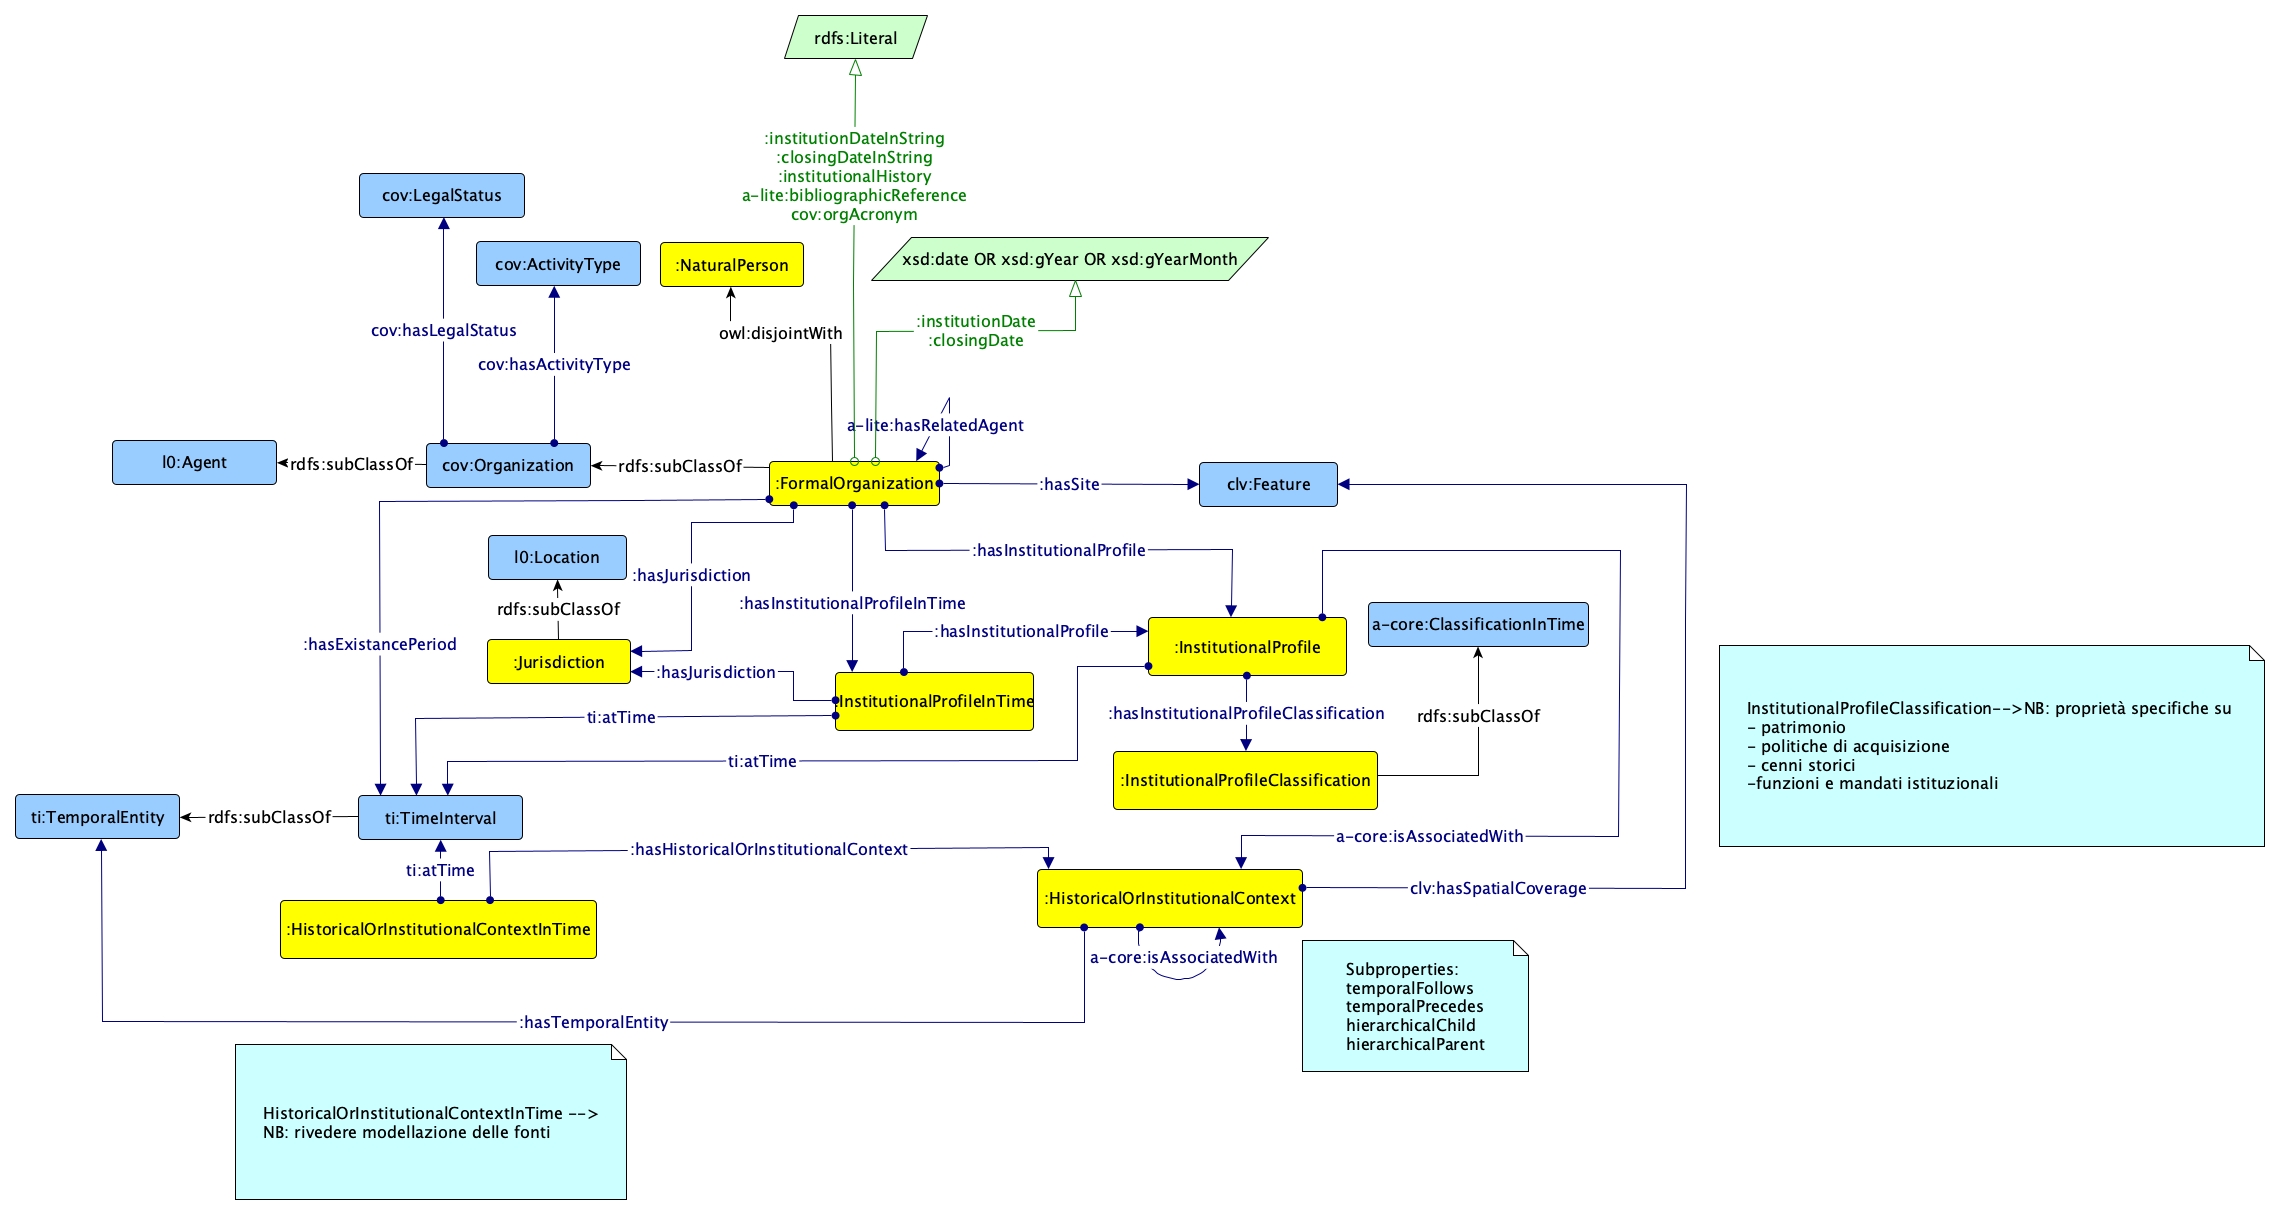 rdfs:Literal
:institutionDateInString
:closingDateInString
:institutionalHistory
a-lite:bibliographicReference
cov:orgAcronym
cov:LegalStatus
cov:ActivityType
:NaturalPerson
xsd:date OR xsd:gYear OR xsd:gYearMonth
cov:hasLegalStatus
owl:disjointWith
:institutionDate
:closingDate
cov:hasActivityType
a-lite:hasRelatedAgent
l0:Agent
rdfs:subClassOf
cov:Organization
rdfs:subClassOf
:FormalOrganization
:hasSite
clv:Feature
l0:Location
:hasInstitutionalProfile
:hasJurisdiction
rdfs:subClassOf
:hasInstitutionalProfileInTime
:hasExistancePeriod
:Jurisdiction
:hasInstitutionalProfile
:InstitutionalProfile
a-core:ClassificationInTime
:hasJurisdiction
:InstitutionalProfileInTime
ti:atTime
:hasInstitutionalProfileClassification
rdfs:subClassOf
InstitutionalProfileClassification-->NB: proprietà specifiche su
- patrimonio
- politiche di acquisizione
- cenni storici
-funzioni e mandati istituzionali
ti:atTime
:InstitutionalProfileClassification
ti:TemporalEntity
rdfs:subClassOf
ti:TimeInterval
:hasHistoricalOrInstitutionalContext
a-core:isAssociatedWith
ti:atTime
:HistoricalOrInstitutionalContext
clv:hasSpatialCoverage
:HistoricalOrInstitutionalContextInTime
a-core:isAssociatedWith
Subproperties:
temporalFollows
temporalPrecedes
hierarchicalChild
hierarchicalParent
:hasTemporalEntity
HistoricalOrInstitutionalContextInTime -->
NB: rivedere modellazione delle fonti